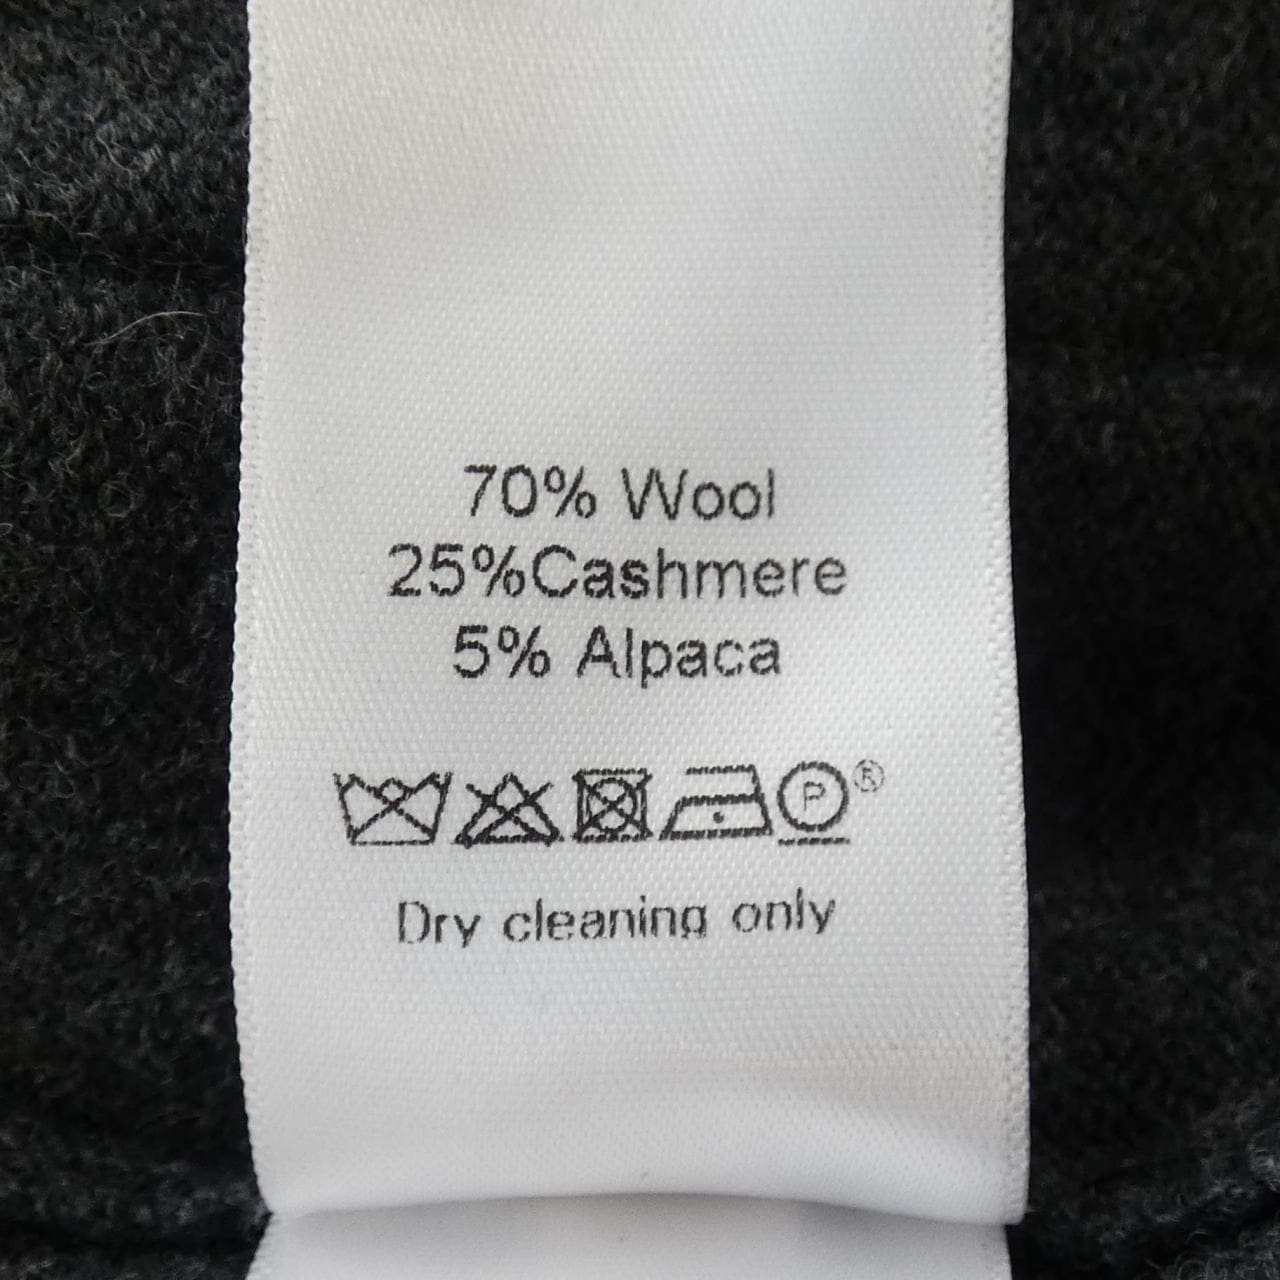 70% Wool
25%Cashmere
5% Alpaca
P ®
Dry cleaning only